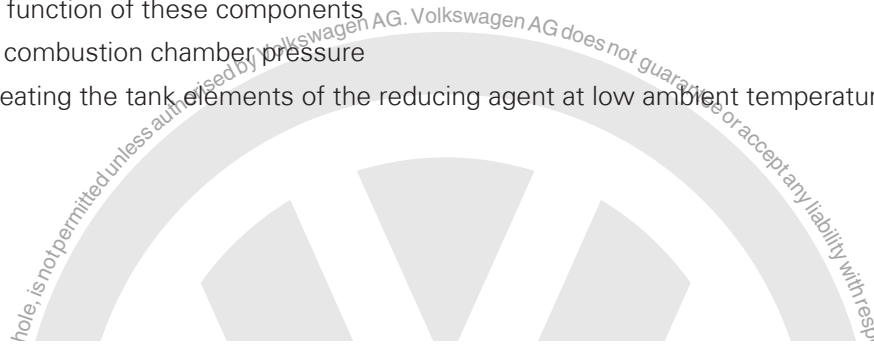 function of these components
combustion chamber pressure
eating the tank elements of the reducing agent at low ambient temperatur
hole, is not permitted unless authorised by Volkswagen AG. Volkswagen AG does not guarantee or accept any liability with resp